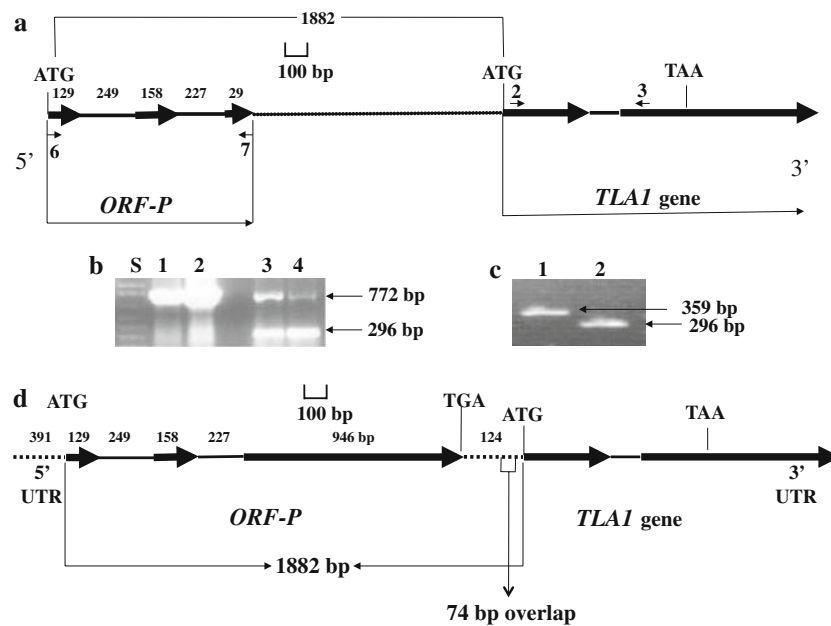 a
1882
100 bp
ATG
ATG
TAA
129 249 158 227 29
2 3
6 7
5’ 3’
ORF-P
TLA1 gene
b
S 1 2 3 4
772 bp
296 bp
c
1 2
359 bp
296 bp
d
ATG
100 bp
TGA
ATG
TAA
391 129 249 158 227 946 bp 124
5’
UTR
3’
UTR
ORF-P
TLA1 gene
1882 bp
74 bp overlap